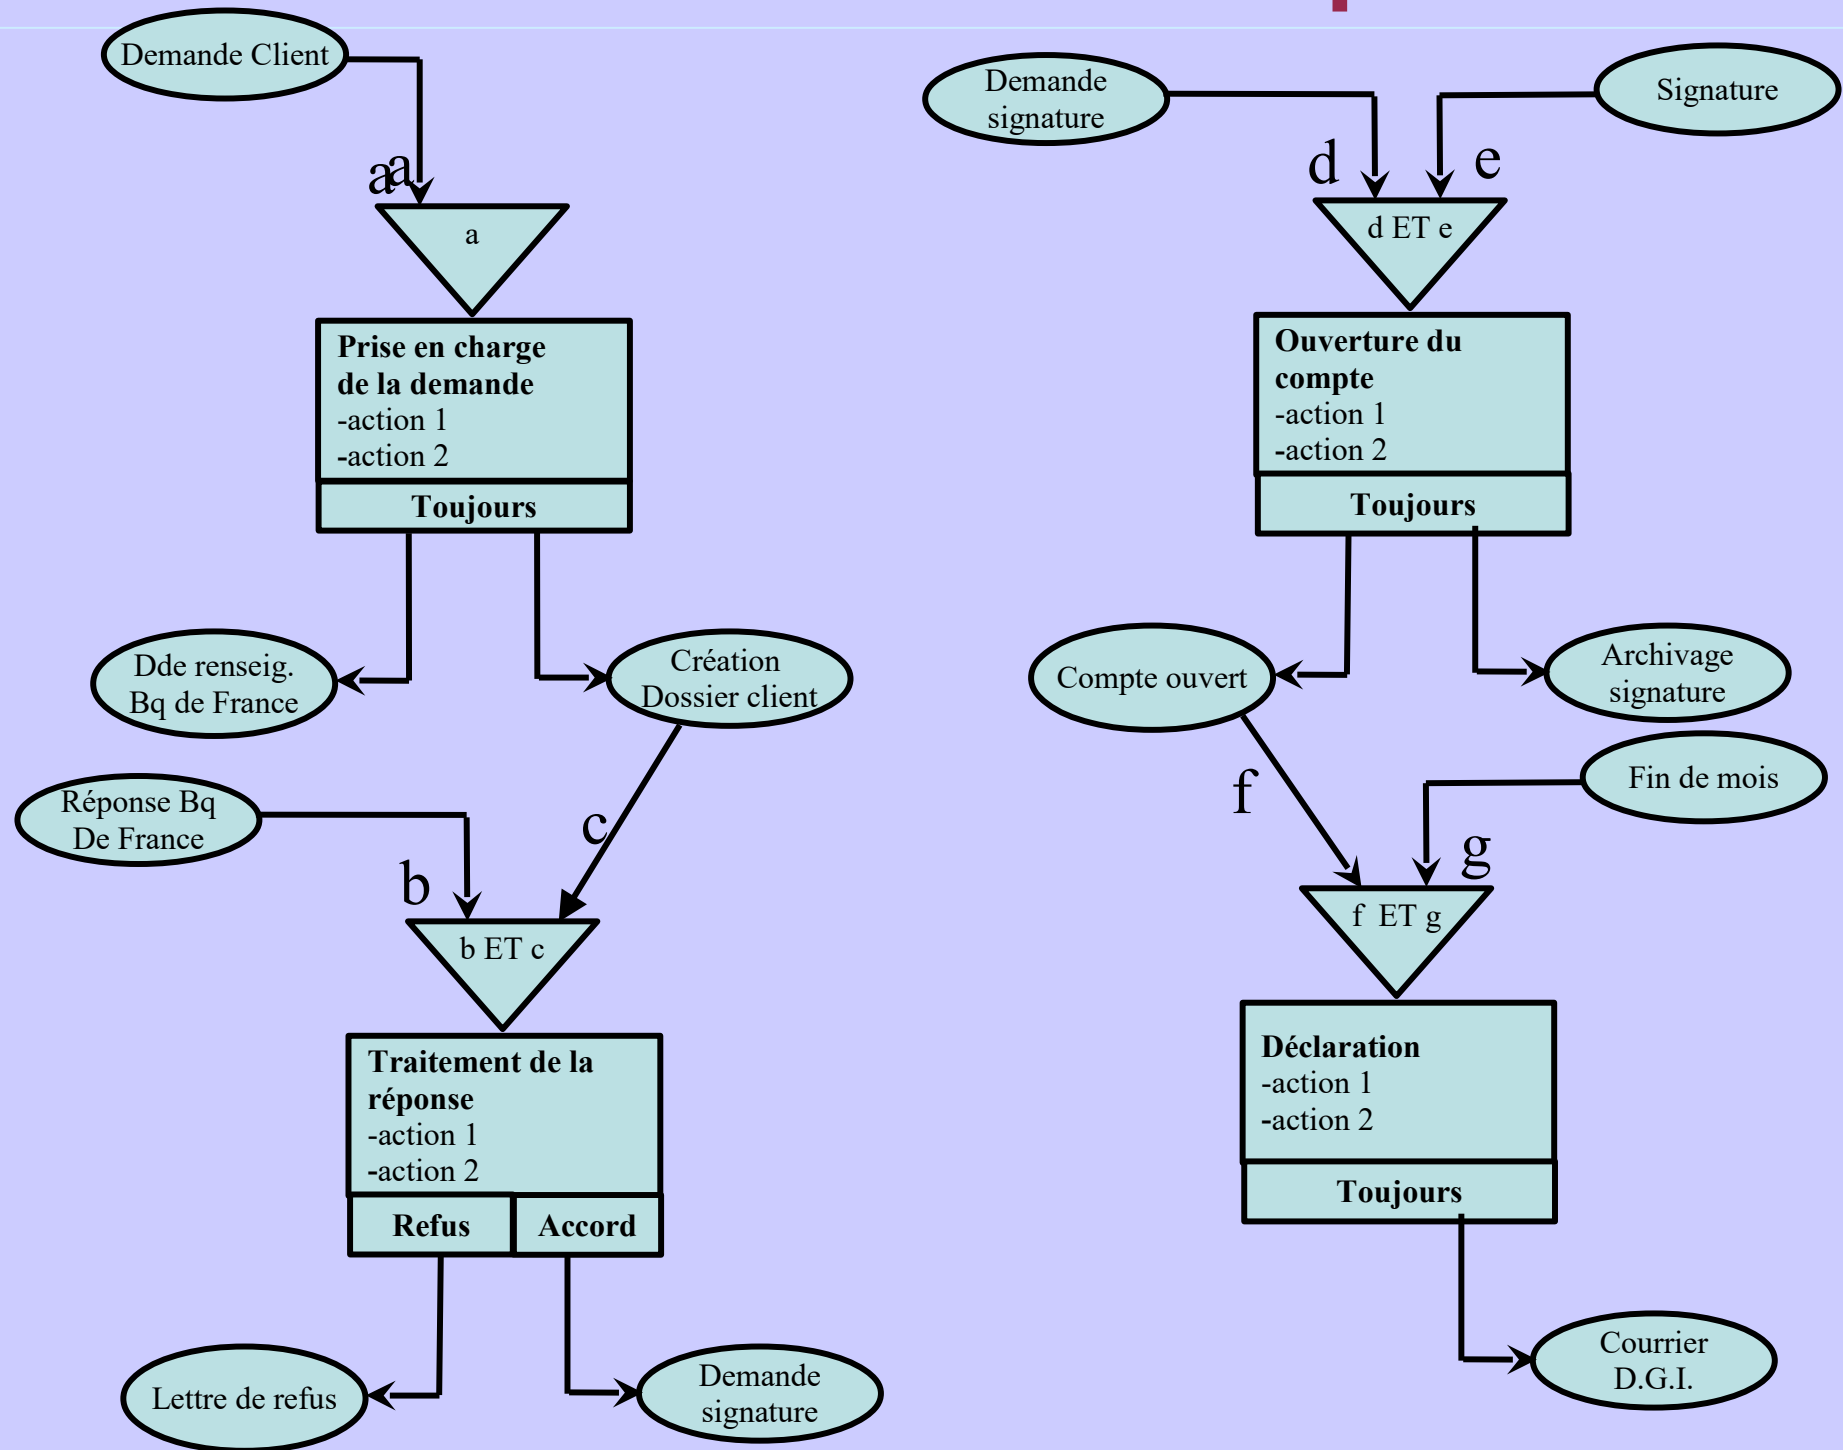 Demande Client
a
a
a
Prise en charge
de la demande
-action 1
-action 2
Toujours
Dde renseig.
Bq de France
Création
Dossier client
Réponse Bq
De France
b
c
b ET c
Traitement de la
réponse
-action 1
-action 2
Refus
Accord
Lettre de refus
Demande
signature
Demande
signature
Signature
d
e
d ET e
Ouverture du
compte
-action 1
-action 2
Toujours
Compte ouvert
Archivage
signature
Fin de mois
f
g
f ET g
Déclaration
-action 1
-action 2
Toujours
Courrier
D.G.I.